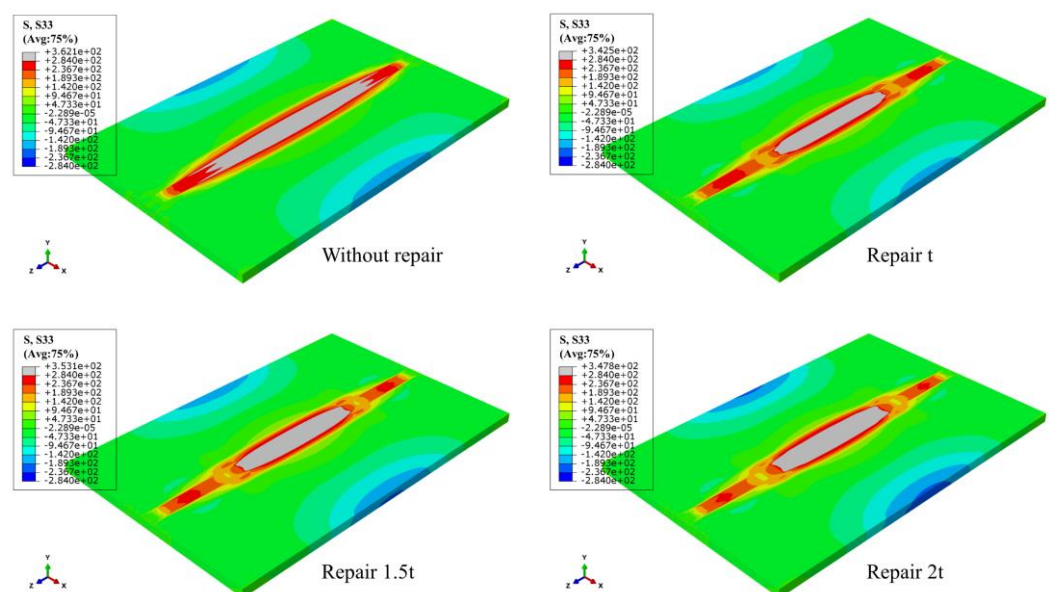 S, S33
(Avg:75%)
+3.621e+02
+2.840e+02
+2.367e+02
+1.893e+02
+1.420e+02
+9.467e+01
+4.733e+01
-2.289e-05
-4.733e+01
-9.467e+01
-1.420e+02
-1.893e+02
-2.367e+02
-2.840e+02
Y
Z
X
Without repair
S, S33
(Avg:75%)
+3.425e+02
+2.840e+02
+2.367e+02
+1.893e+02
+1.420e+02
+9.467e+01
+4.733e+01
-2.289e-05
-4.733e+01
-9.467e+01
-1.420e+02
-1.893e+02
-2.367e+02
-2.840e+02
Y
Z
X
Repair t
S, S33
(Avg:75%)
+3.531e+02
+2.840e+02
+2.367e+02
+1.893e+02
+1.420e+02
+9.467e+01
+4.733e+01
-2.289e-05
-4.733e+01
-9.467e+01
-1.420e+02
-1.893e+02
-2.367e+02
-2.840e+02
Y
Z
X
Repair 1.5t
S, S33
(Avg:75%)
+3.478e+02
+2.840e+02
+2.367e+02
+1.893e+02
+1.420e+02
+9.467e+01
+4.733e+01
-2.289e-05
-4.733e+01
-9.467e+01
-1.420e+02
-1.893e+02
-2.367e+02
-2.840e+02
Y
Z
X
Repair 2t